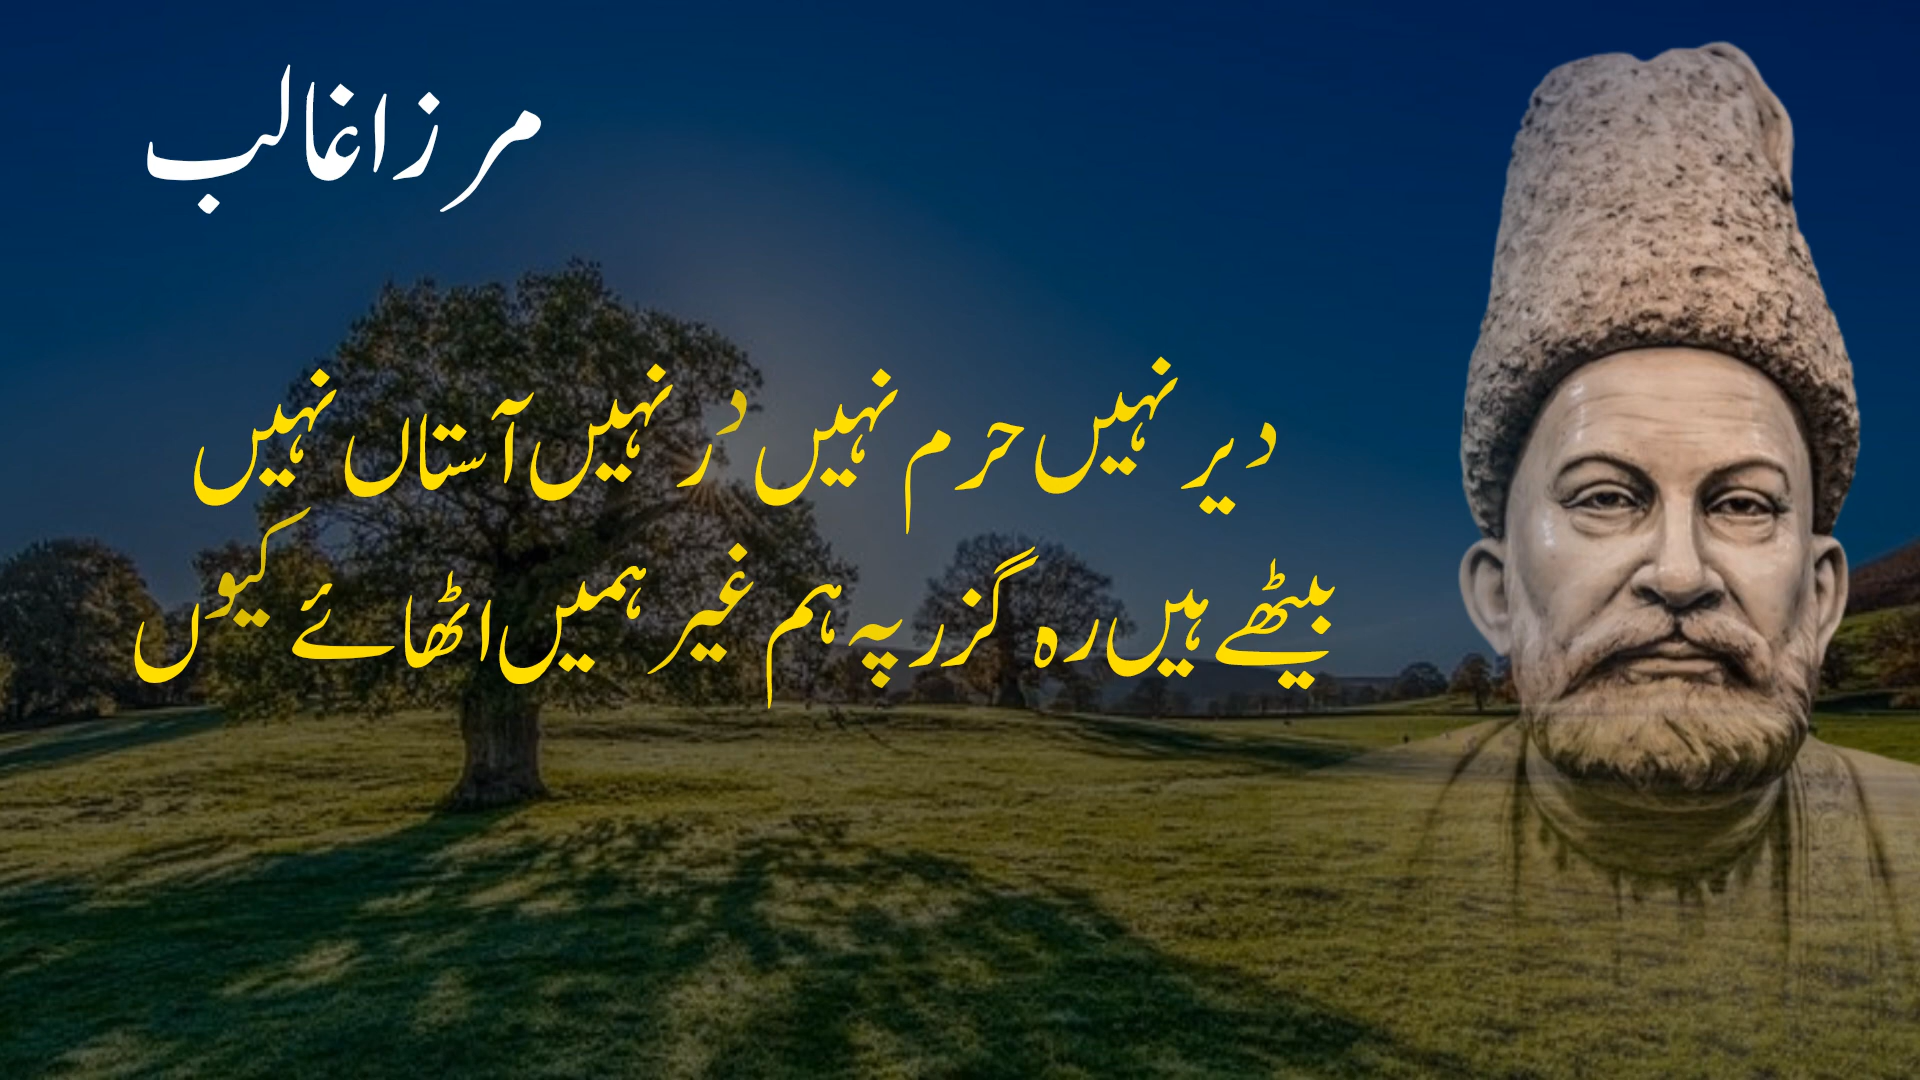 مرزا غالب
دیر نہیں حرم نہیں در نہیں آستاں نہیں
بیٹھے ہیں رہ گزر پہ ہم غیر ہمیں اٹھائے کیوں